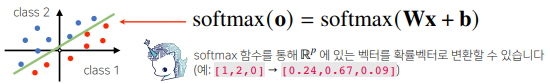 class 2
class 1
softmax(o) = softmax(Wx + b)
softmax 함수를 통해 ℝᵖ 에 있는 벡터를 확률벡터로 변환할 수 있습니다
(예: [1,2,0] → [0.24,0.67,0.09])